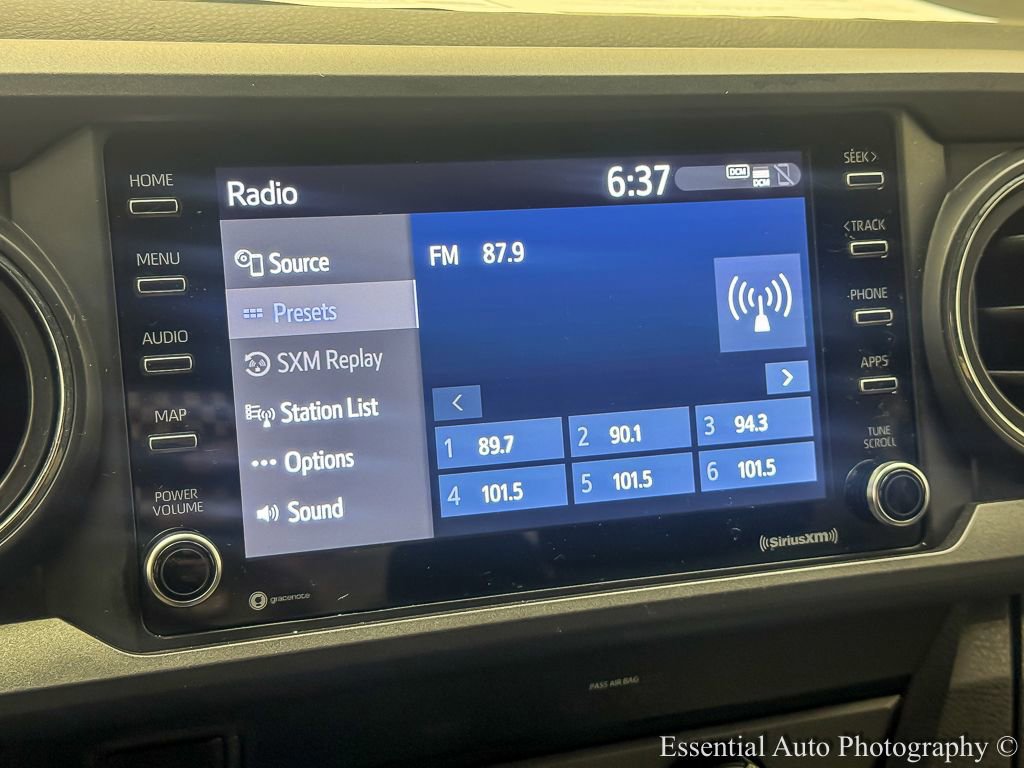 HOME
MENU
AUDIO
MAP
POWER
VOLUME
Radio
6:37
DCM
DCM
Source
Presets
SXM Replay
Station List
Options
Sound
FM 87.9
1 89.7
2 90.1
3 94.3
4 101.5
5 101.5
6 101.5
SEEK >
< TRACK
PHONE
APPS
TUNE
SCROLL
gracenote
SiriusXM
PASS AIR BAG
Essential Auto Photography ©